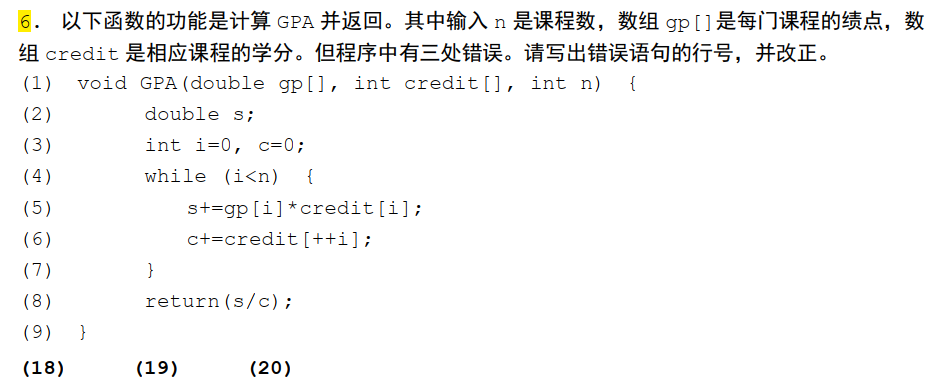 6. 以下函数的功能是计算 GPA 并返回。其中输入 n 是课程数，数组 gp[]是每门课程的绩点，数
组 credit 是相应课程的学分。但程序中有三处错误。请写出错误语句的行号，并改正。
(1) void GPA(double gp[], int credit[], int n) {
(2) double s;
(3) int i=0, c=0;
(4) while (i<n) {
(5) s+=gp[i]*credit[i];
(6) c+=credit[++i];
(7) }
(8) return(s/c);
(9) }
(18) (19) (20)